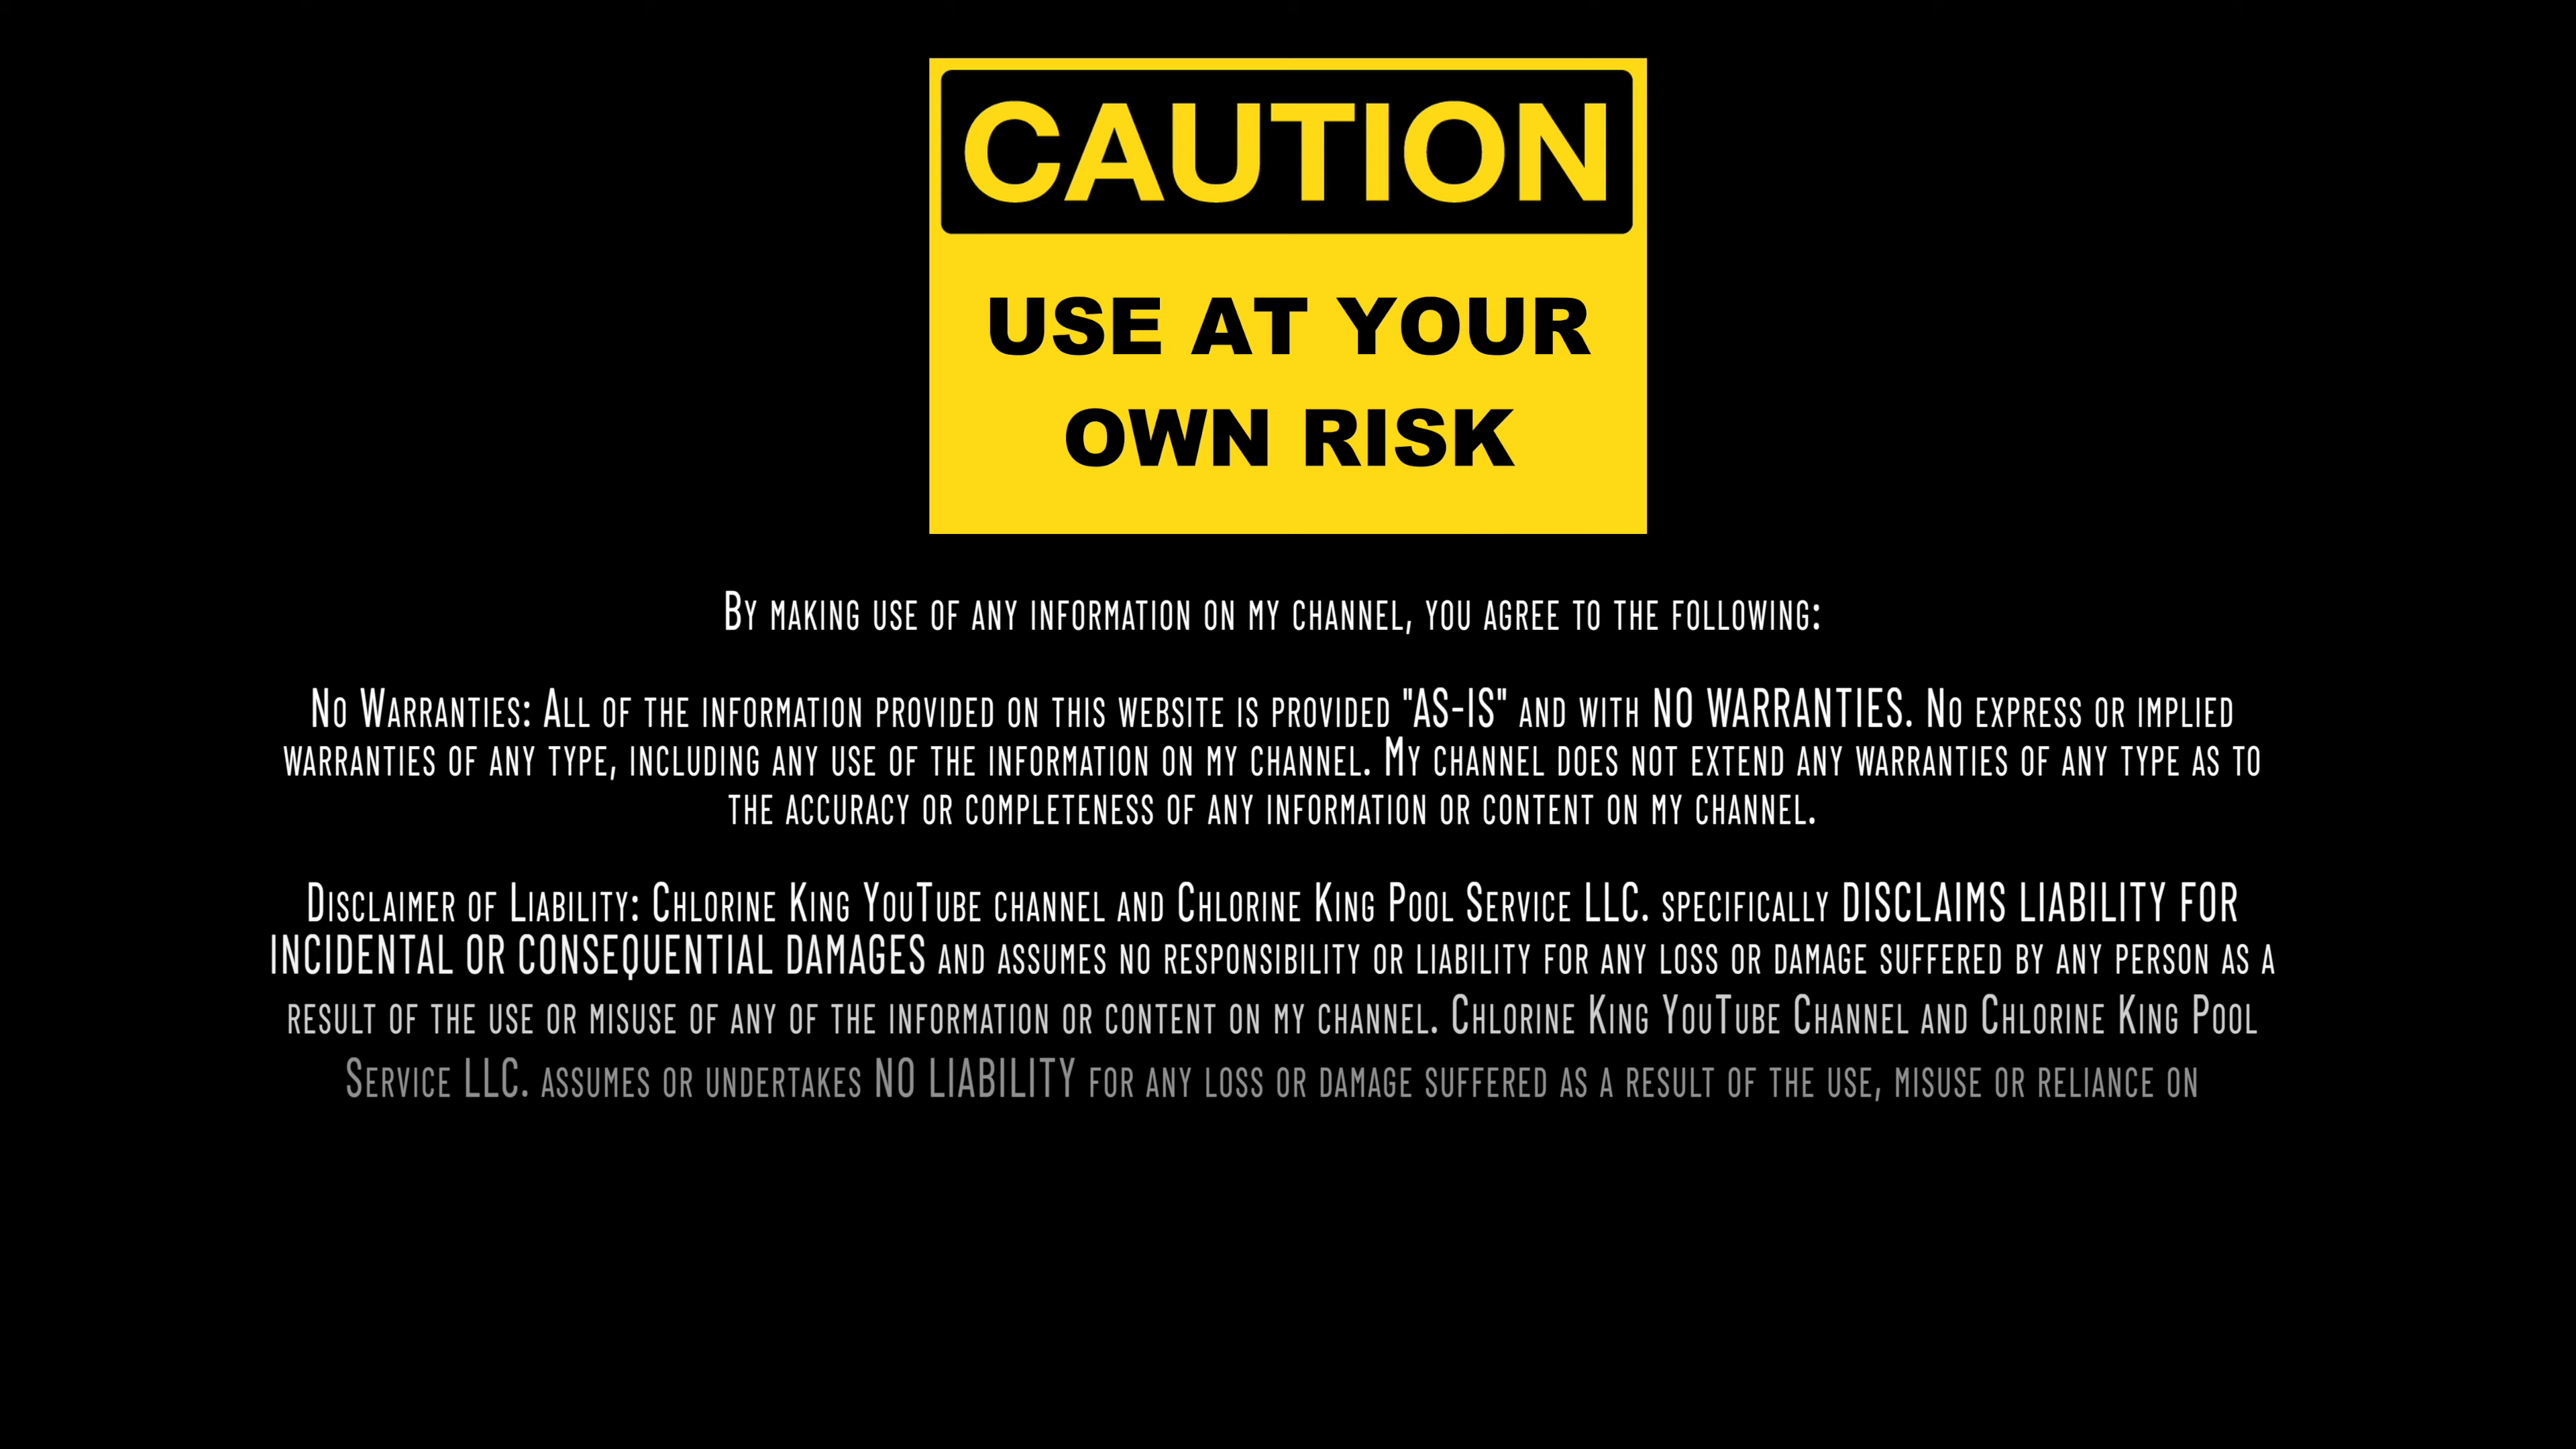 CAUTION
USE AT YOUR
OWN RISK
By making use of any information on my channel, you agree to the following:
No Warranties: All of the information provided on this website is provided "AS-IS" and with NO WARRANTIES. No express or implied
warranties of any type, including any use of the information on my channel. My channel does not extend any warranties of any type as to
the accuracy or completeness of any information or content on my channel.
Disclaimer of Liability: Chlorine King YouTube channel and Chlorine King Pool Service LLC. specifically DISCLAIMS LIABILITY FOR
INCIDENTAL OR CONSEQUENTIAL DAMAGES and assumes no responsibility or liability for any loss or damage suffered by any person as a
result of the use or misuse of any of the information or content on my channel. Chlorine King YouTube Channel and Chlorine King Pool
Service LLC. assumes or undertakes NO LIABILITY for any loss or damage suffered as a result of the use, misuse or reliance on